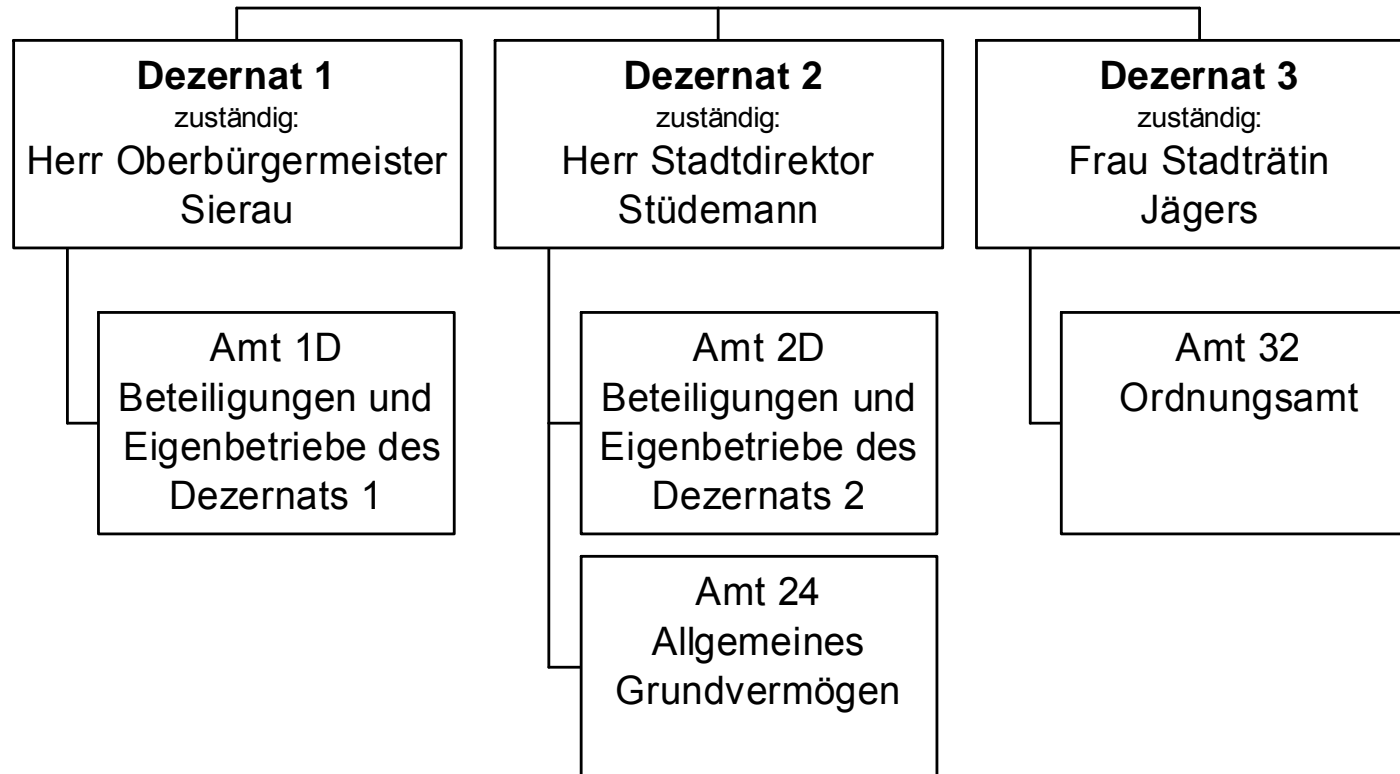 Dezernat 1
zuständig:
Herr Oberbürgermeister
Sierau
Dezernat 2
zuständig:
Herr Stadtdirektor
Stüdemann
Dezernat 3
zuständig:
Frau Stadträtin
Jägers
Amt 1D
Beteiligungen und
Eigenbetriebe des
Dezernats 1
Amt 2D
Beteiligungen und
Eigenbetriebe des
Dezernats 2
Amt 32
Ordnungsamt
Amt 24
Allgemeines
Grundvermögen